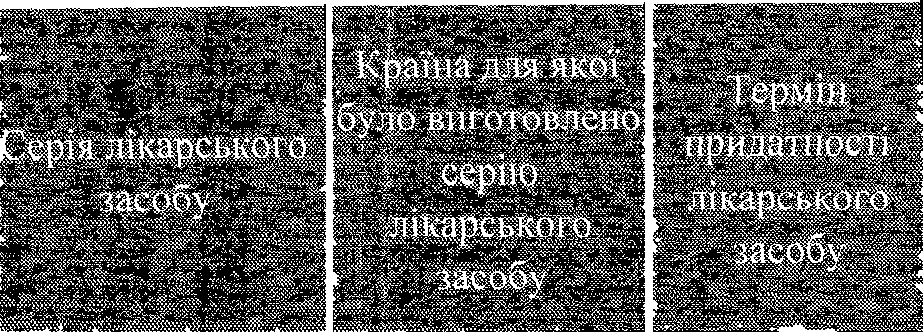 Серія лікарського
засобу
Країна для якої
було виготовлено
серію
лікарського
засобу
Термін
придатності
лікарського
засобу